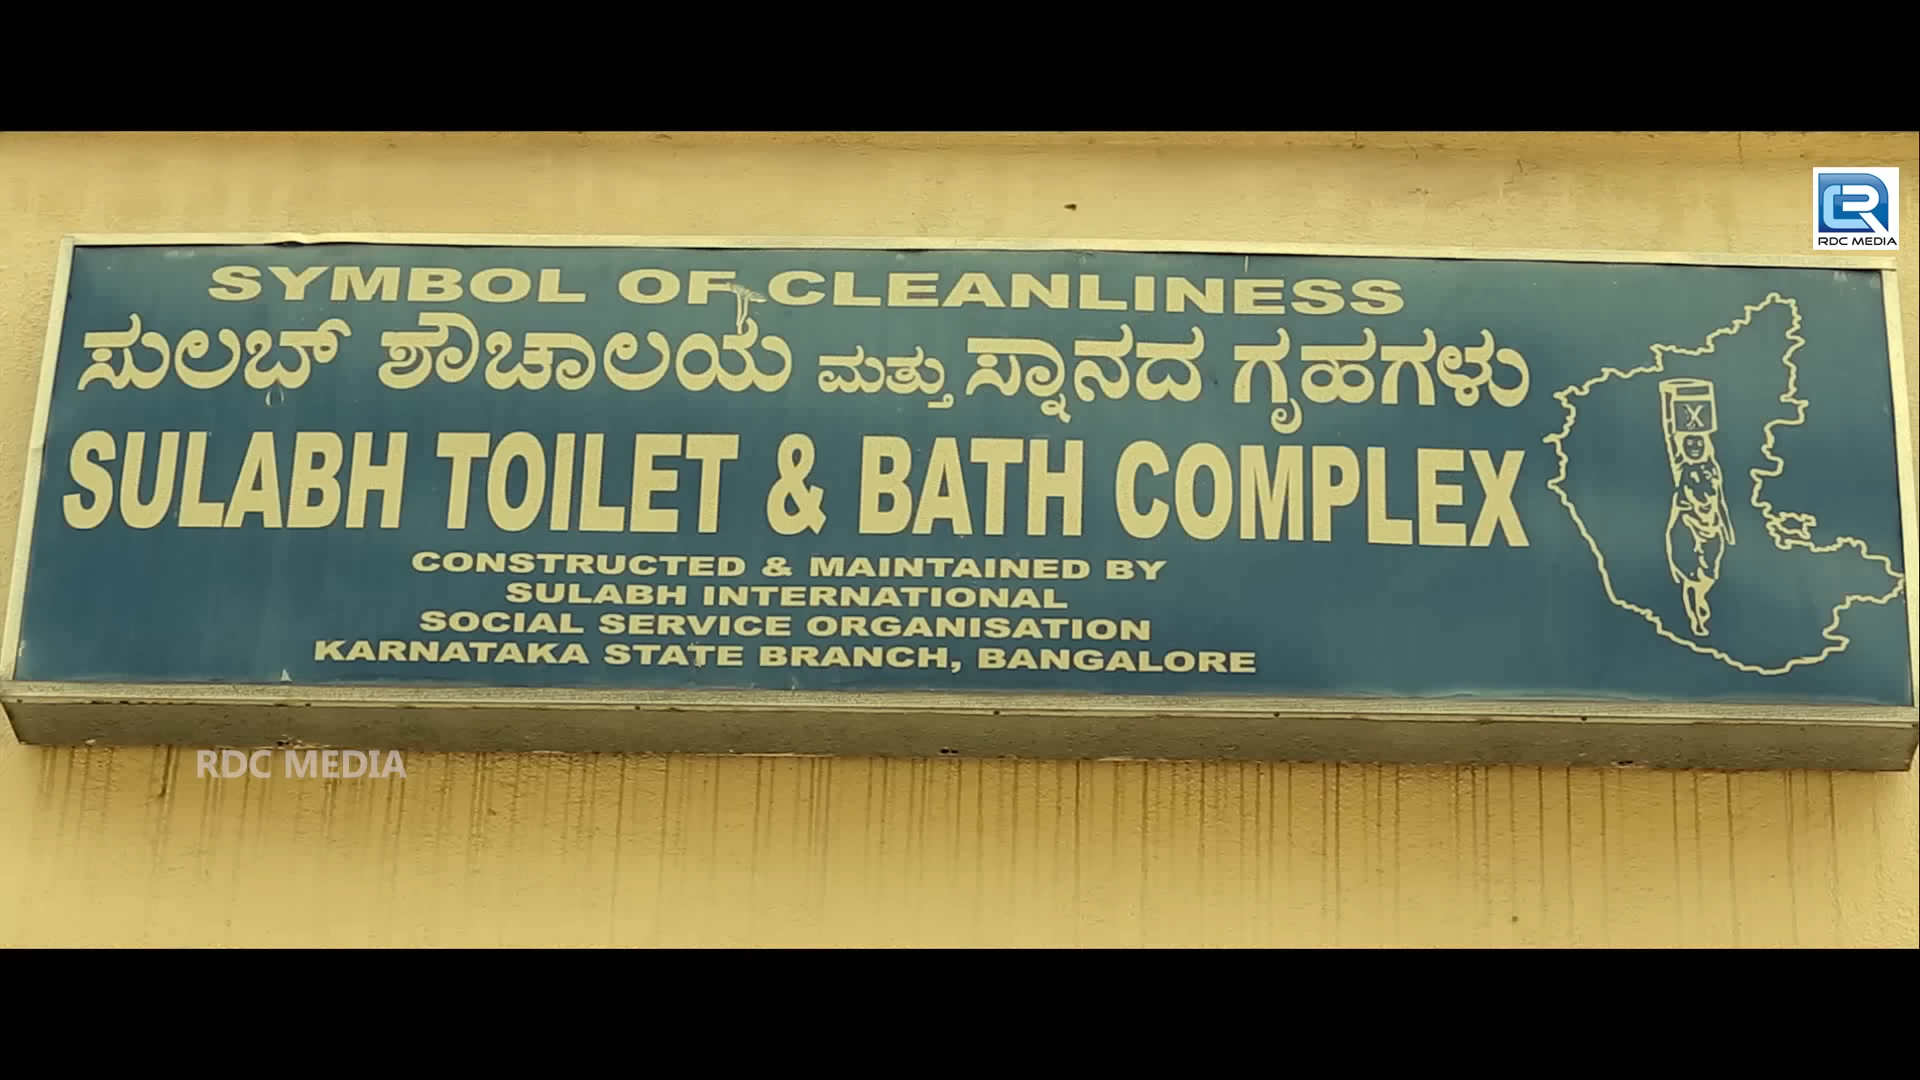 RDC MEDIA
SYMBOL OF CLEANLINESS
ಸುಲಭ್ ಶೌಚಾಲಯ ಮತ್ತು ಸ್ನಾನದ ಗೃಹಗಳು
SULABH TOILET & BATH COMPLEX
CONSTRUCTED & MAINTAINED BY
SULABH INTERNATIONAL
SOCIAL SERVICE ORGANISATION
KARNATAKA STATE BRANCH, BANGALORE
RDC MEDIA